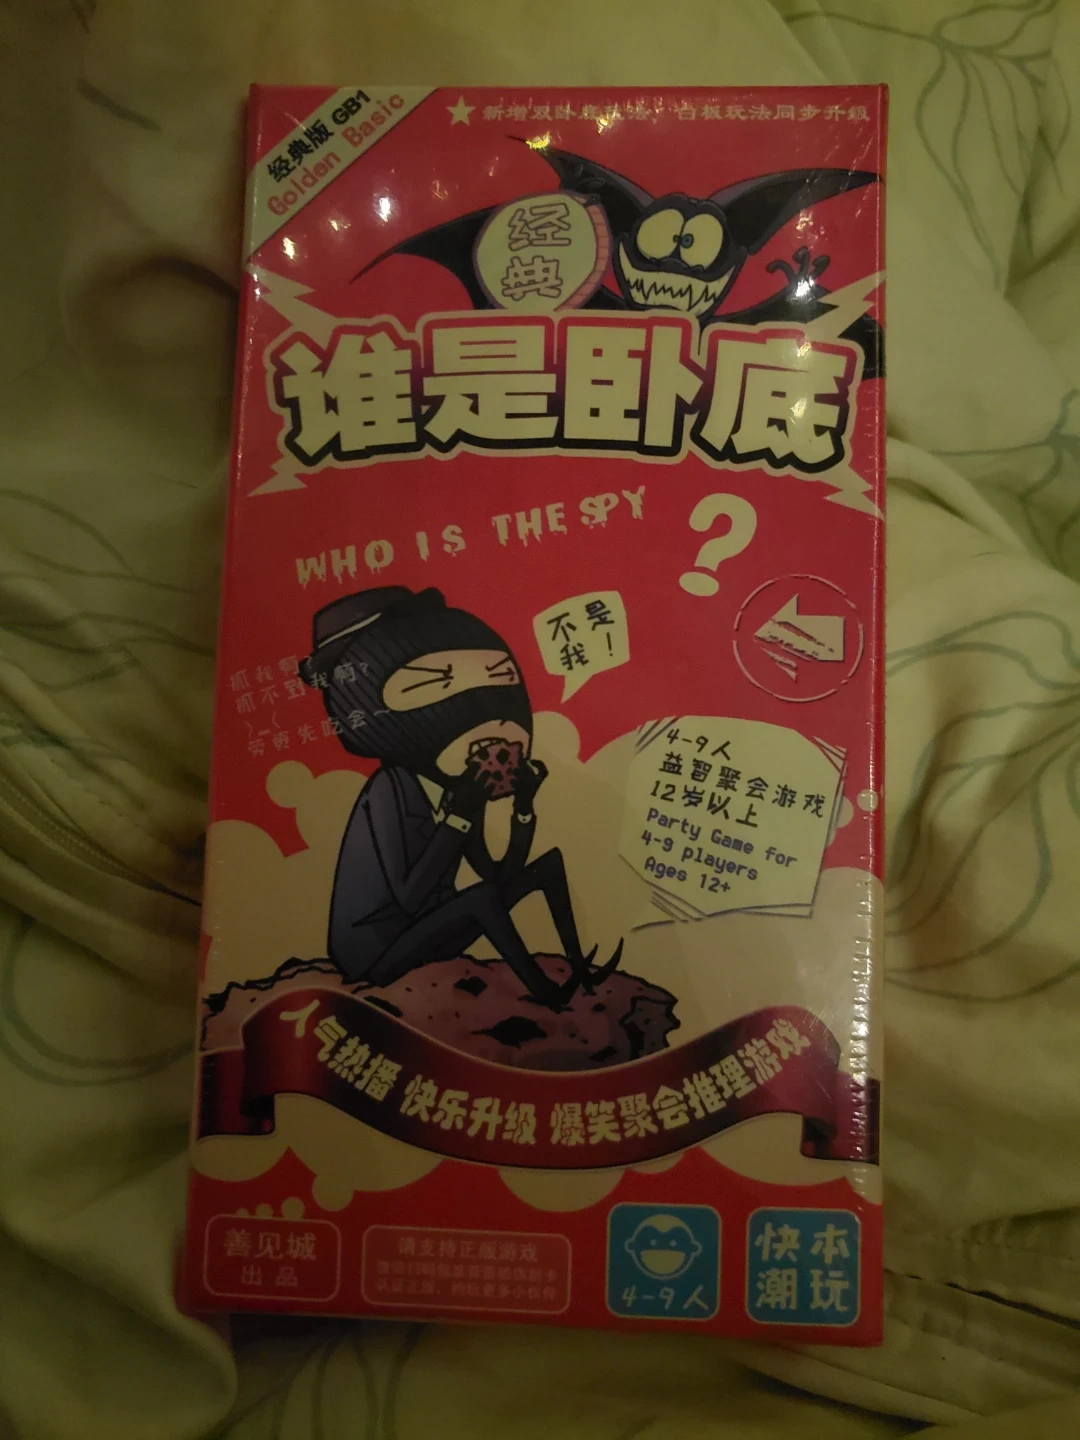 经典版 GB1
Golden Basic
新增双卧底玩法，白板玩法同步升級
经典
谁是卧底
WHO IS THE SPY
?
不是
我！
抓我啊?
抓不到我啊?
先吃会~
4-9人
益智聚会游戏
12岁以上
Party Game for
4-9 players
Ages 12+
人气热播 快乐升级 爆笑聚会推理游戏
善见城
出品
请支持正版游戏
4-9人
快本
潮玩